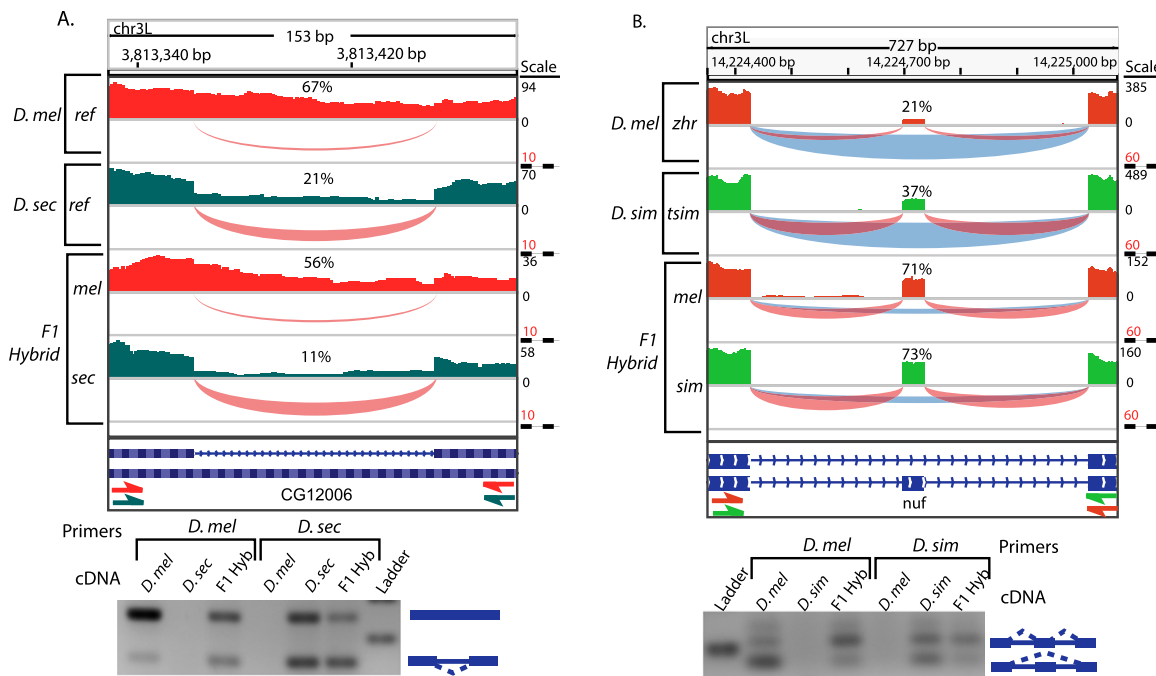 A.
chr3L
153 bp
3,813,340 bp 3,813,420 bp
Scale
D. mel ref 67% 94
0
10
D. sec ref 21% 70
0
10
F1 Hybrid
mel 56% 36
0
10
sec 11% 58
0
10
CG12006
Primers D. mel D. sec
cDNA D. mel D. sec F1 Hyb D. mel D. sec F1 Hyb Ladder
B.
chr3L
727 bp
14,224,400 bp 14,224,700 bp 14,225,000 bp
Scale
D. mel zhr 21% 385
0
60
D. sim tsim 37% 489
0
60
F1 Hybrid
mel 71% 152
0
60
sim 73% 160
0
60
nuf
D. mel D. sim Primers
Ladder D. mel D. sim F1 Hyb D. mel D. sim F1 Hyb cDNA